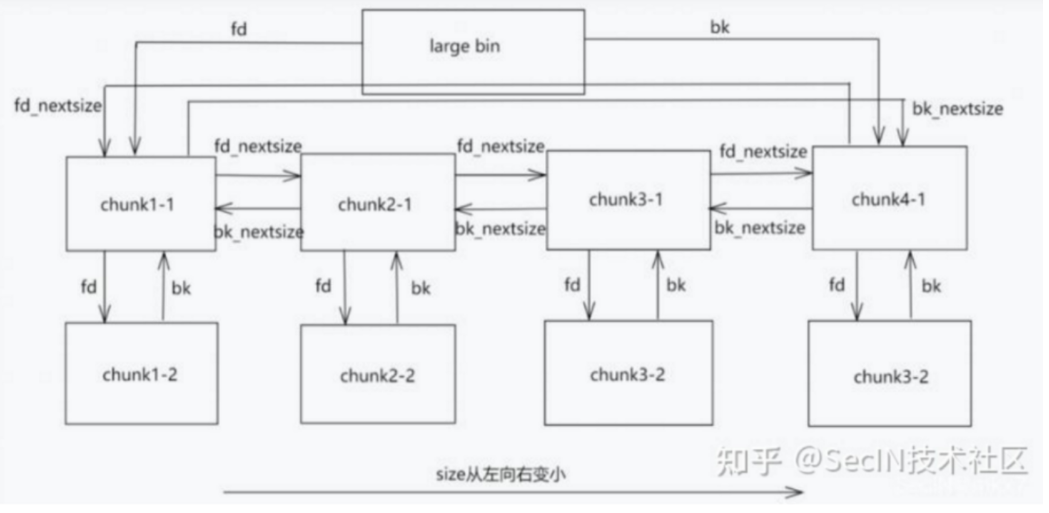 fd
bk
large bin
fd_nextsize
bk_nextsize
fd_nextsize
fd_nextsize
fd_nextsize
chunk1-1
chunk2-1
chunk3-1
chunk4-1
bk_nextsize
bk_nextsize
bk_nextsize
fd
bk
fd
bk
fd
bk
fd
bk
chunk1-2
chunk2-2
chunk3-2
chunk3-2
知乎 @SecIN技术社区
size从左向右变小